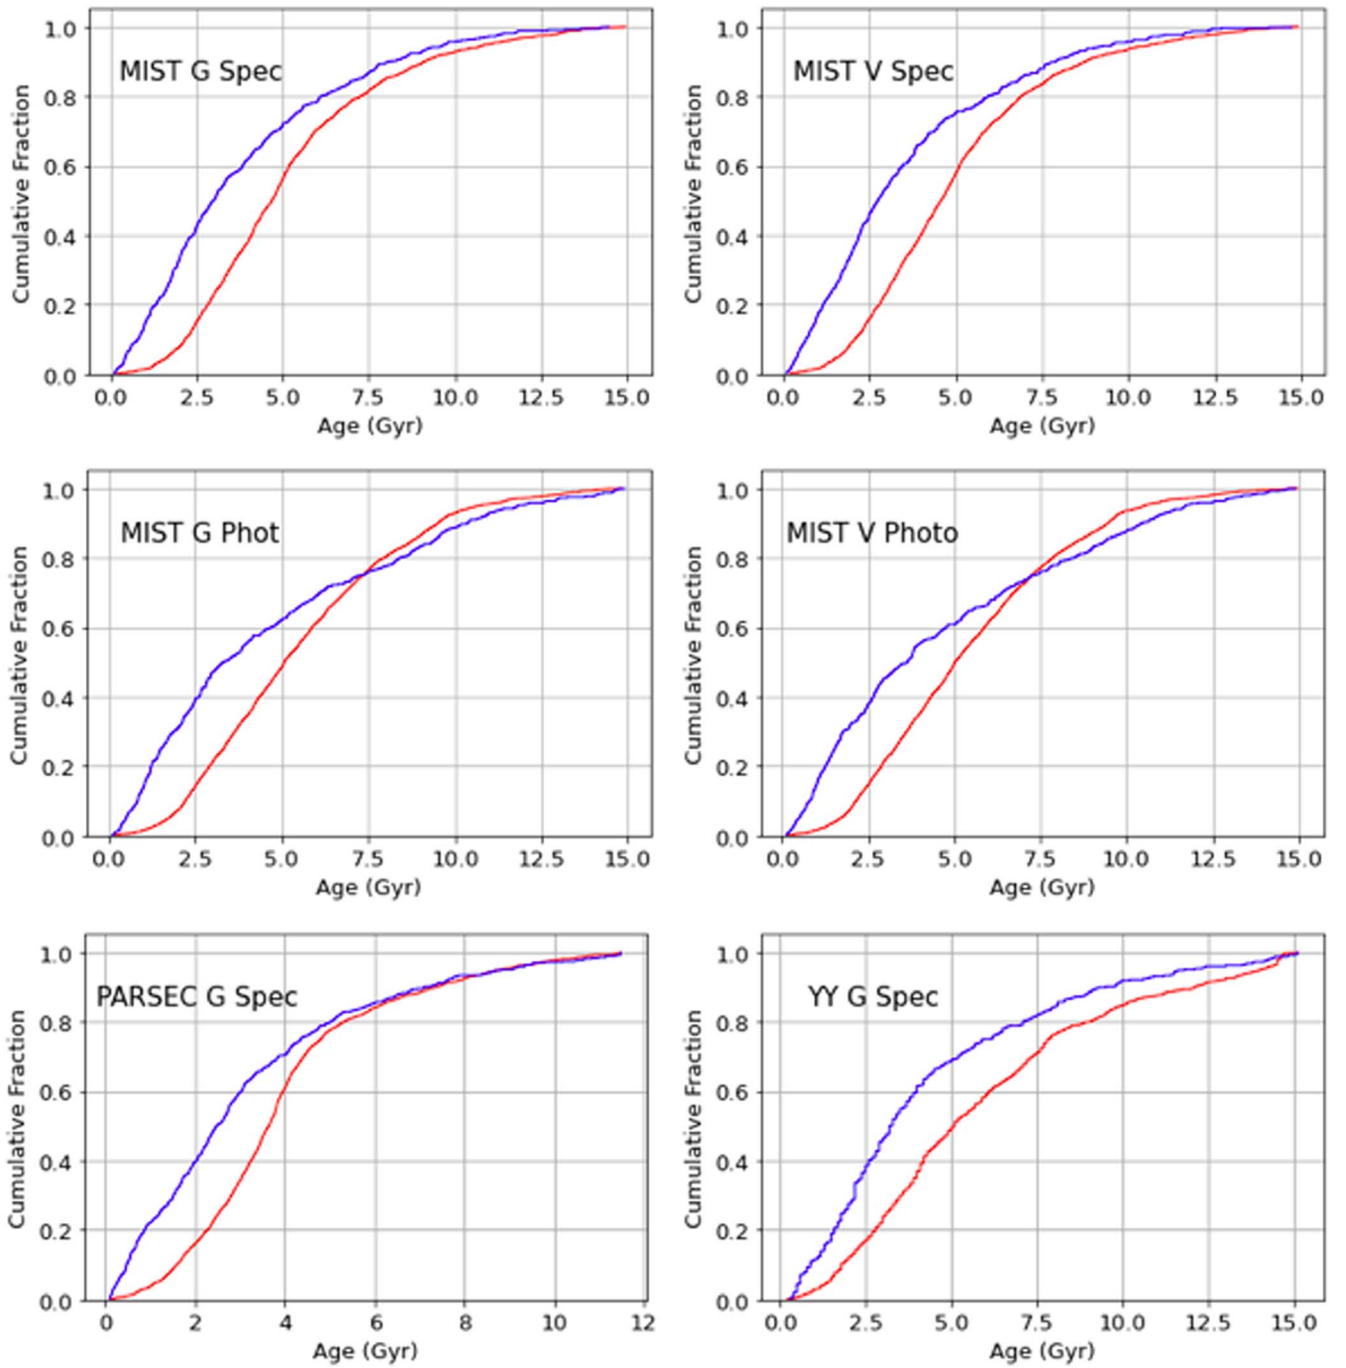 1.0
0.8
0.6
0.4
0.2
0.0
Cumulative Fraction
MIST G Spec
0.0 2.5 5.0 7.5 10.0 12.5 15.0
Age (Gyr)
1.0
0.8
0.6
0.4
0.2
0.0
Cumulative Fraction
MIST V Spec
0.0 2.5 5.0 7.5 10.0 12.5 15.0
Age (Gyr)
1.0
0.8
0.6
0.4
0.2
0.0
Cumulative Fraction
MIST G Phot
0.0 2.5 5.0 7.5 10.0 12.5 15.0
Age (Gyr)
1.0
0.8
0.6
0.4
0.2
0.0
Cumulative Fraction
MIST V Photo
0.0 2.5 5.0 7.5 10.0 12.5 15.0
Age (Gyr)
1.0
0.8
0.6
0.4
0.2
0.0
Cumulative Fraction
PARSEC G Spec
0 2 4 6 8 10 12
Age (Gyr)
1.0
0.8
0.6
0.4
0.2
0.0
Cumulative Fraction
YY G Spec
0.0 2.5 5.0 7.5 10.0 12.5 15.0
Age (Gyr)